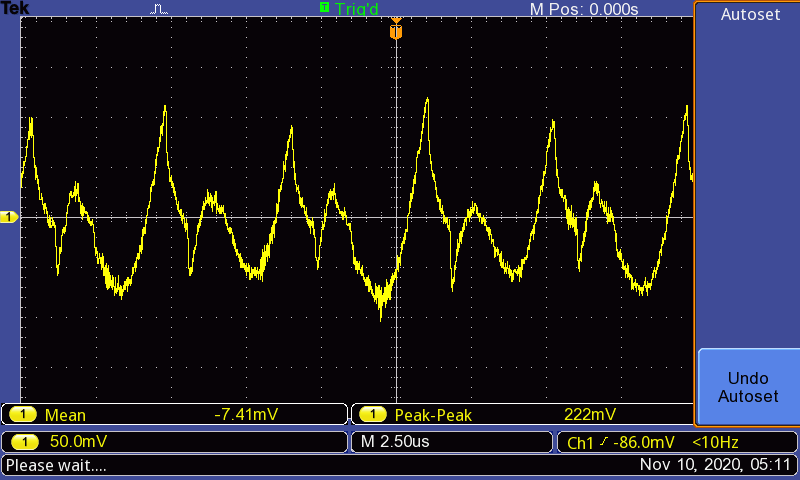 Tek T Trig'd M Pos: 0.000s Autoset
T
1
Undo
Autoset
1 Mean -7.41mV 1 Peak-Peak 222mV
1 50.0mV M 2.50us Ch1 -86.0mV <10Hz
Please wait.... Nov 10, 2020, 05:11